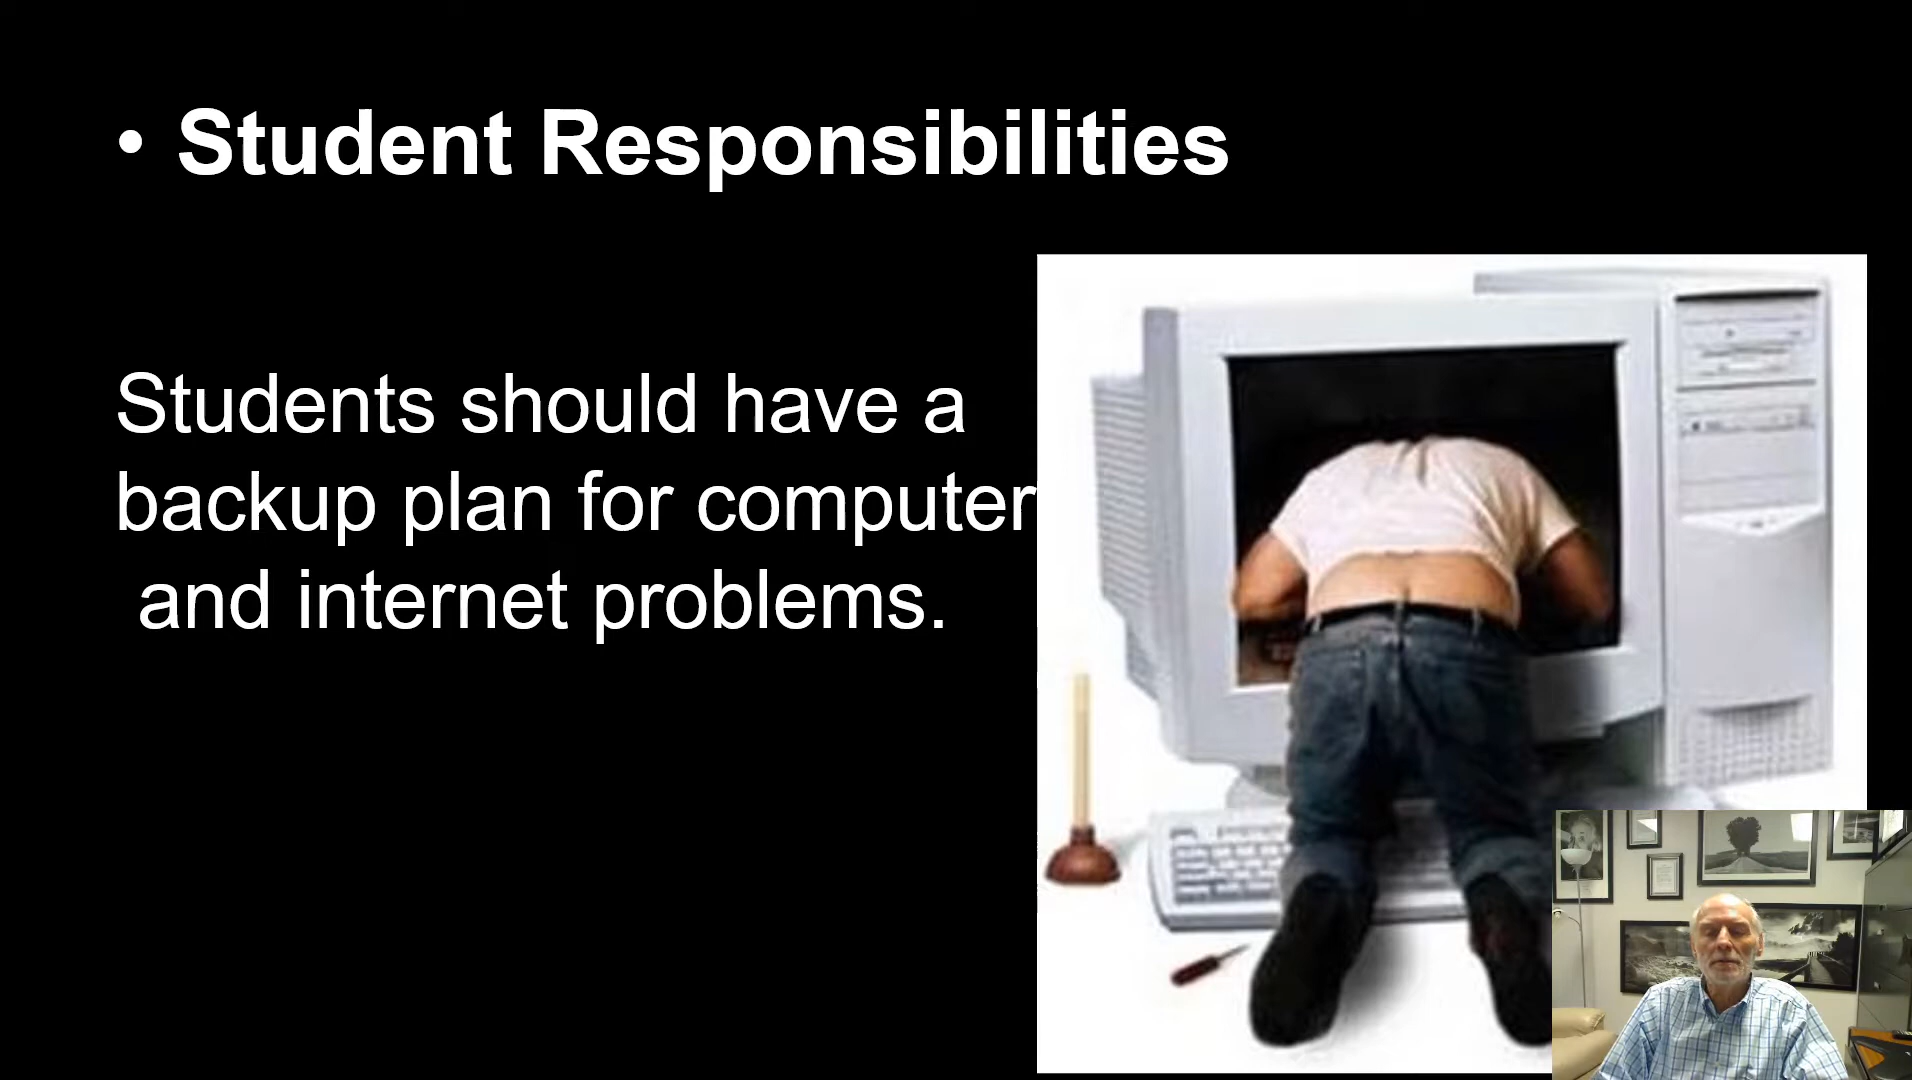 • Student Responsibilities
Students should have a
backup plan for computer
and internet problems.